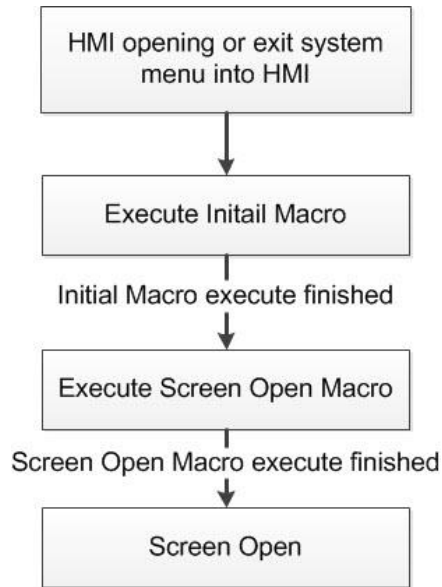 HMI opening or exit system
menu into HMI
Execute Initail Macro
Initial Macro execute finished
Execute Screen Open Macro
Screen Open Macro execute finished
Screen Open